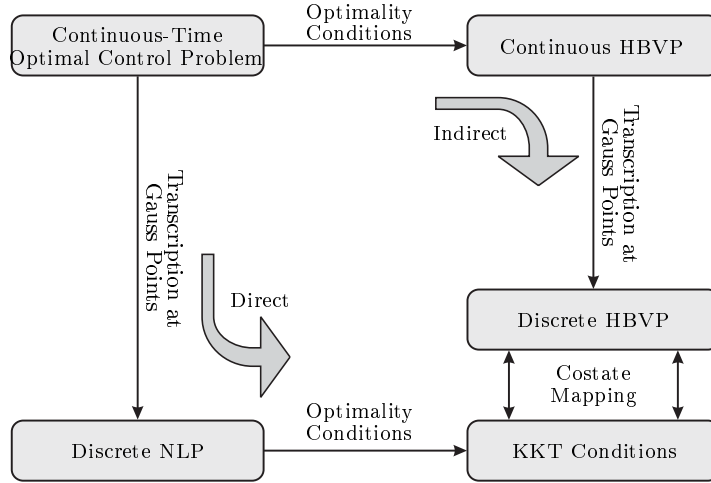 Continuous-Time
Optimal Control Problem
Optimality
Conditions
Continuous HBVP
Indirect
Transcription at
Gauss Points
Transcription at
Gauss Points
Direct
Discrete HBVP
Costate
Mapping
Discrete NLP
Optimality
Conditions
KKT Conditions